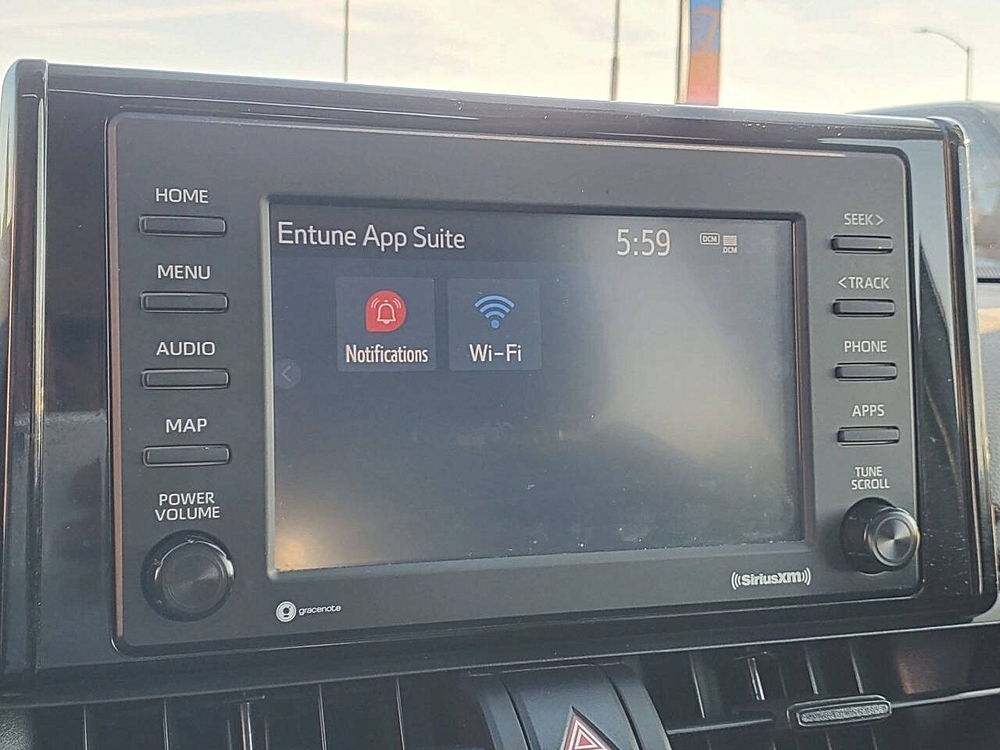 HOME
MENU
AUDIO
MAP
POWER
VOLUME
Entune App Suite
5:59
DCM
DCM
Notifications
Wi-Fi
SEEK >
< TRACK
PHONE
APPS
TUNE
SCROLL
gracenote
SiriusXM